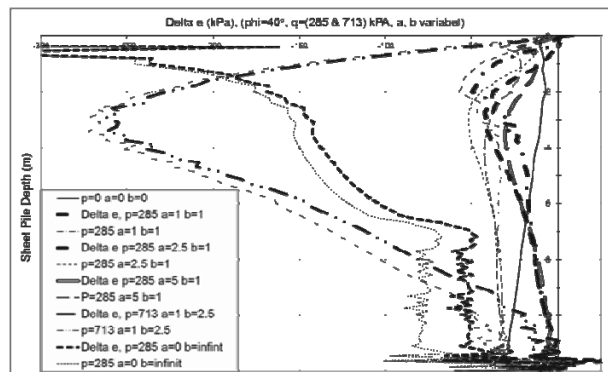 Delta e (kPa), (phi=40°, q=(285 & 713) kPA, a, b variabel)
Sheet Pile Depth (m)
p=0 a=0 b=0
Delta e, p=285 a=1 b=1
p=285 a=1 b=1
Delta e p=285 a=2.5 b=1
p=285 a=2.5 b=1
Delta e p=285 a=5 b=1
P=285 a=5 b=1
Delta e, p=713 a=1 b=2.5
p=713 a=1 b=2.5
Delta e, p=285 a=0 b=infint
p=285 a=0 b=infinit